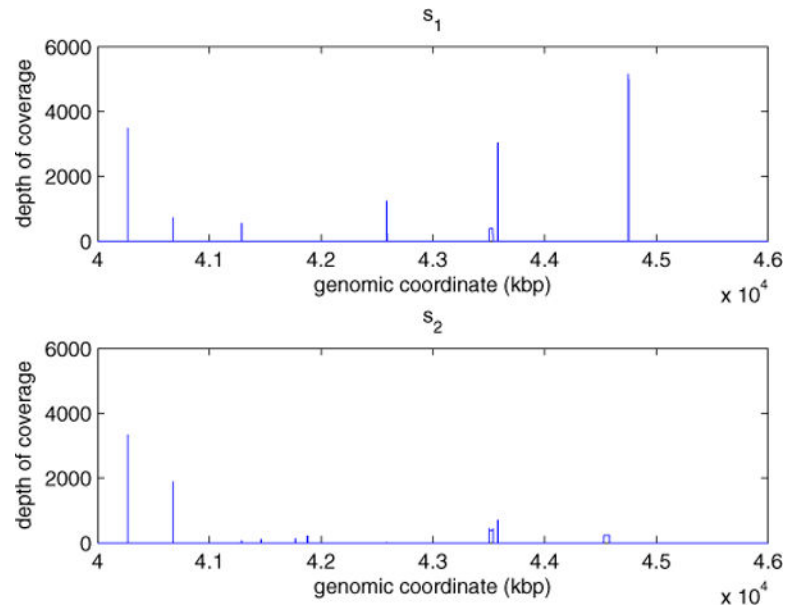 s1
6000
4000
2000
0
depth of coverage
4 4.1 4.2 4.3 4.4 4.5 4.6
genomic coordinate (kbp)
x 10^4
s2
6000
4000
2000
0
depth of coverage
4 4.1 4.2 4.3 4.4 4.5 4.6
genomic coordinate (kbp)
x 10^4